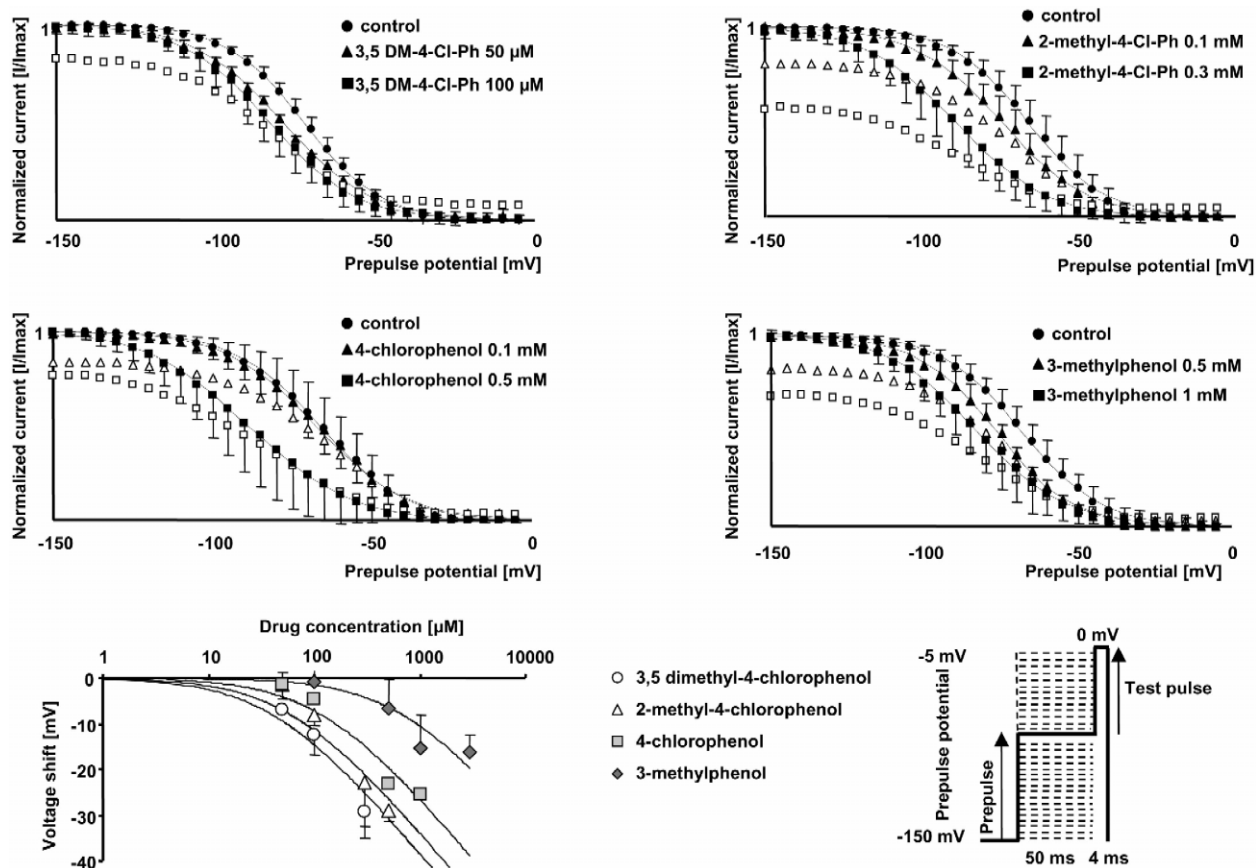 Normalized current [I/Imax]
1
control
3,5 DM-4-Cl-Ph 50 µM
3,5 DM-4-Cl-Ph 100 µM
-150
-100
-50
0
Prepulse potential [mV]
Normalized current [I/Imax]
1
control
2-methyl-4-Cl-Ph 0.1 mM
2-methyl-4-Cl-Ph 0.3 mM
-150
-100
-50
0
Prepulse potential [mV]
Normalized current [I/Imax]
1
control
4-chlorophenol 0.1 mM
4-chlorophenol 0.5 mM
-150
-100
-50
0
Prepulse potential [mV]
Normalized current [I/Imax]
1
control
3-methylphenol 0.5 mM
3-methylphenol 1 mM
-150
-100
-50
0
Prepulse potential [mV]
Drug concentration [µM]
1
10
100
1000
10000
Voltage shift [mV]
0
-10
-20
-30
-40
3,5 dimethyl-4-chlorophenol
2-methyl-4-chlorophenol
4-chlorophenol
3-methylphenol
0 mV
-5 mV
Prepulse potential
Prepulse
Test pulse
-150 mV
50 ms
4 ms